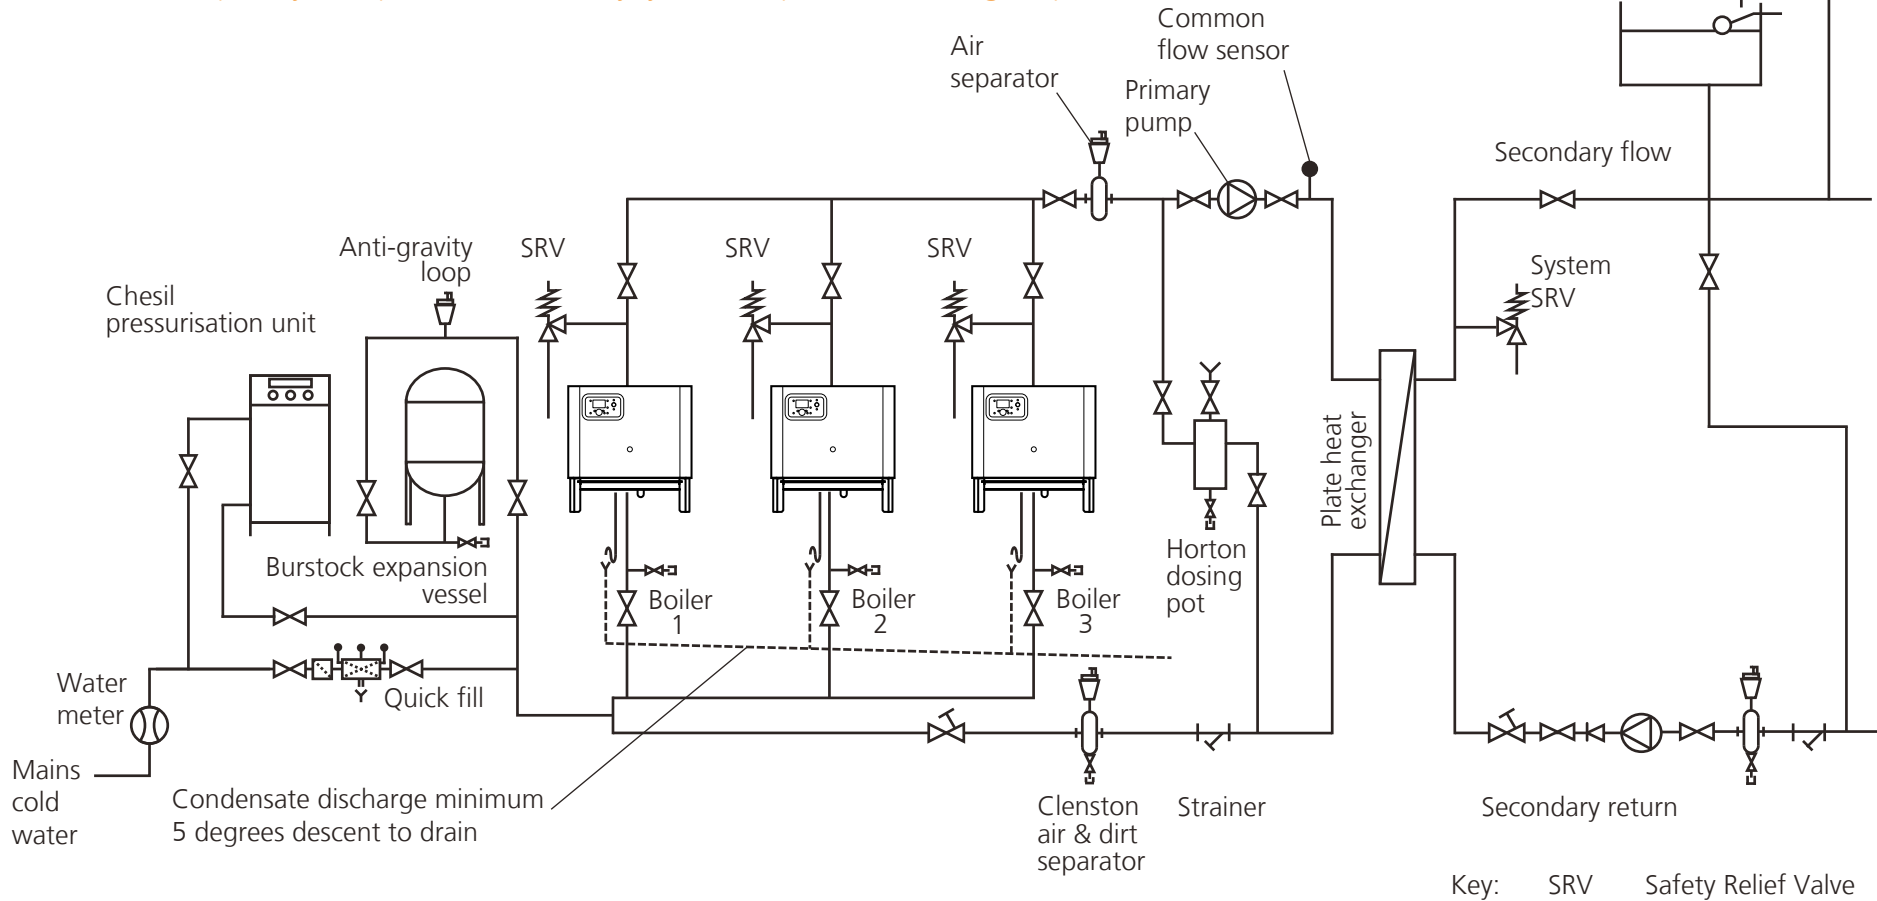 Common
flow sensor
Air
separator
Primary
pump
Secondary flow
Anti-gravity
loop
SRV
SRV
SRV
System
SRV
Chesil
pressurisation unit
Plate heat
exchanger
Burstock expansion
vessel
Horton
dosing
pot
Boiler
1
Boiler
2
Boiler
3
Water
meter
Quick fill
Mains
cold
water
Condensate discharge minimum
5 degrees descent to drain
Clenston
air & dirt
separator
Strainer
Secondary return
Key: SRV Safety Relief Valve